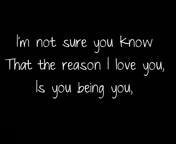 I'm not sure you know
That the reason I love you,
Is you being you,